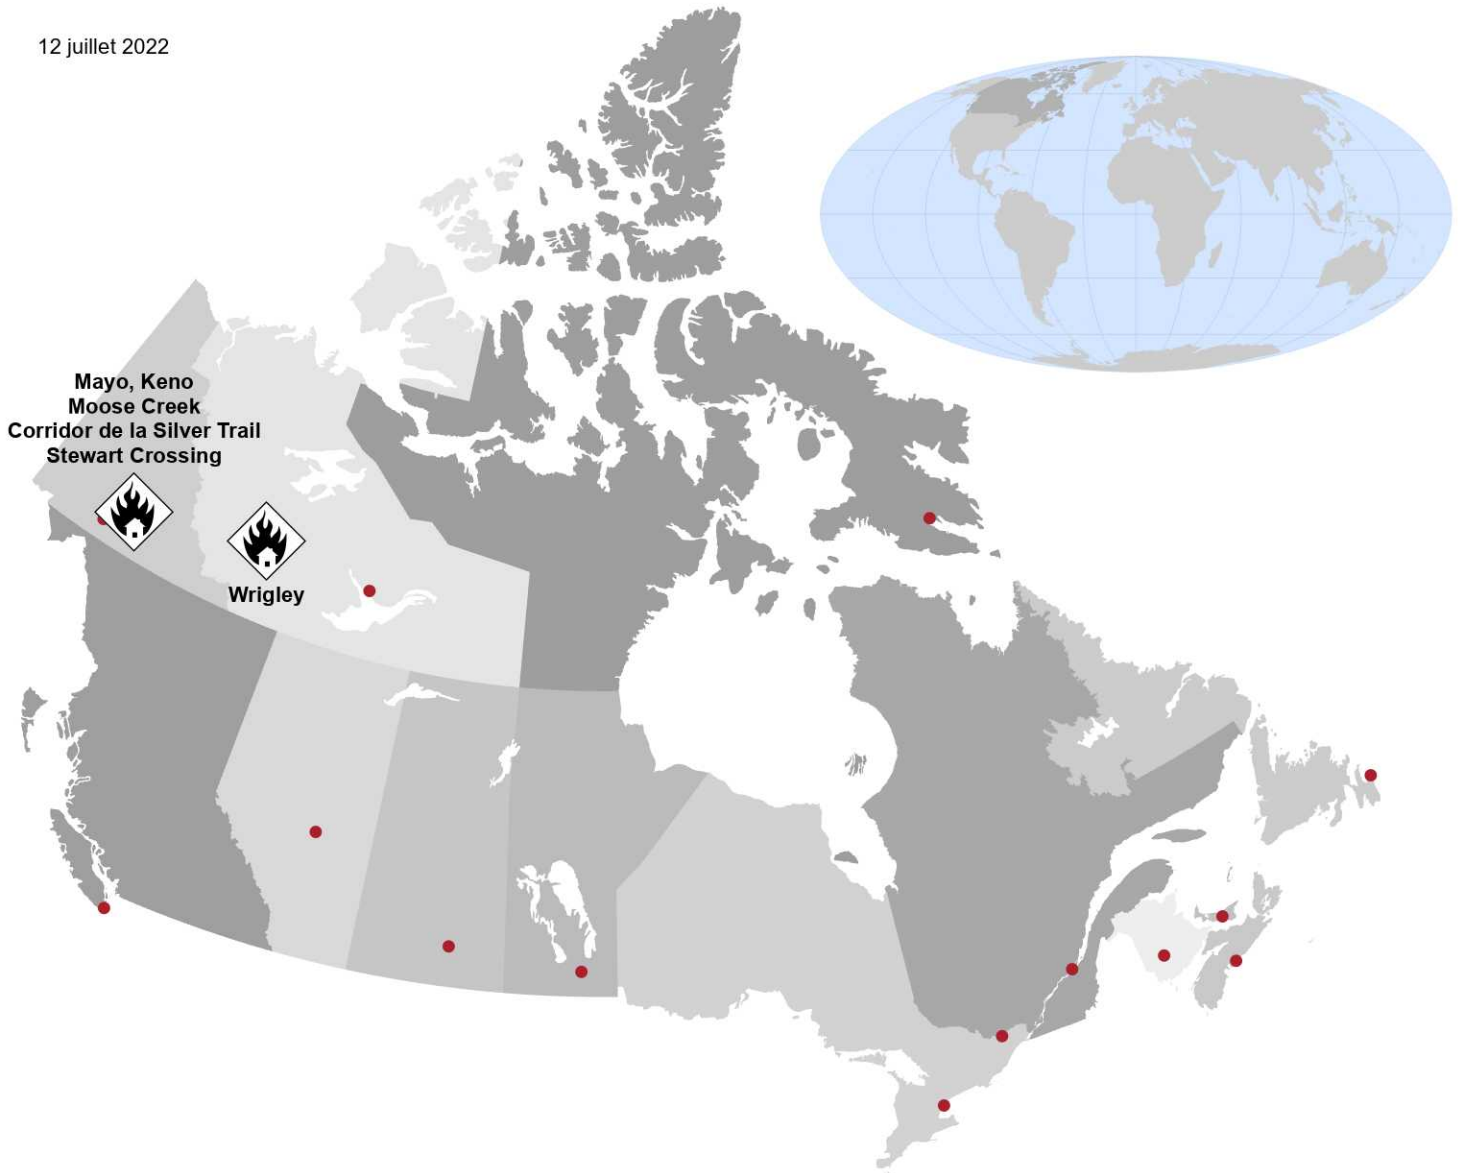 12 juillet 2022
Mayo, Keno
Moose Creek
Corridor de la Silver Trail
Stewart Crossing
Wrigley